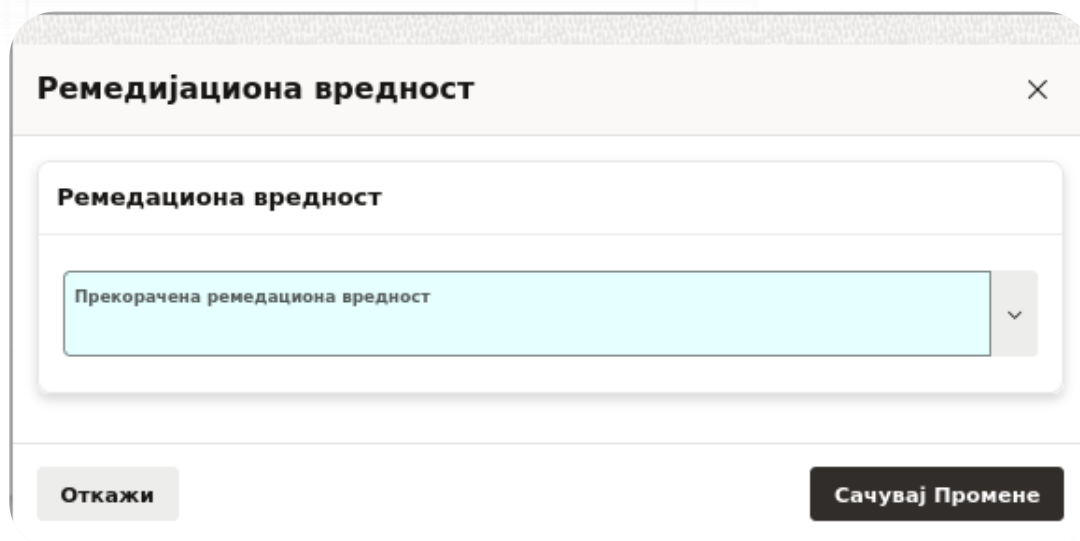 Ремедијациона вредност
Ремедациона вредност
Прекорачена ремедациона вредност
Откажи
Сачувај Промене